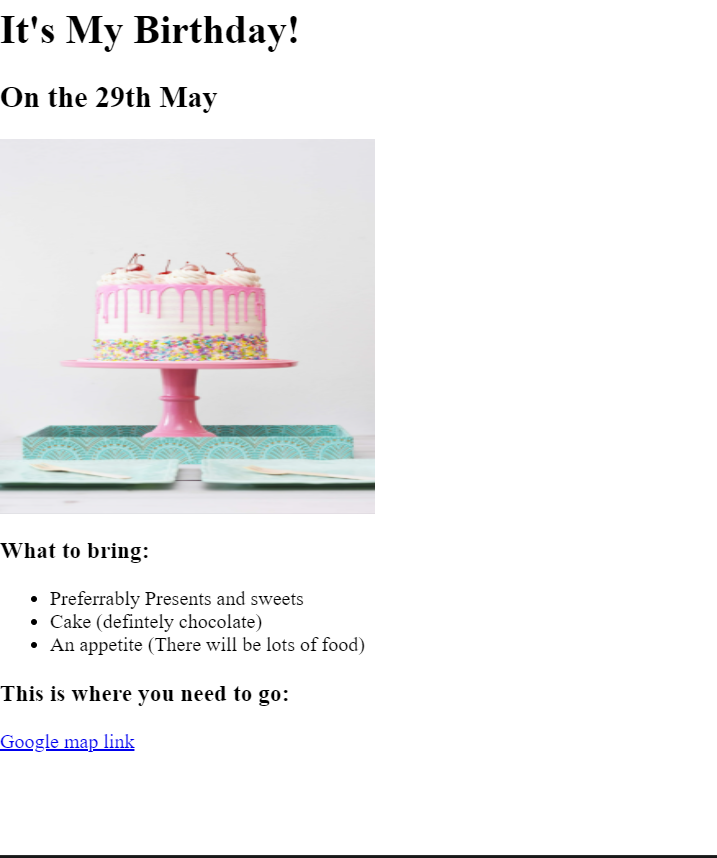 It's My Birthday!
On the 29th May
What to bring:
Preferrably Presents and sweets
Cake (defintely chocolate)
An appetite (There will be lots of food)
This is where you need to go:
Google map link